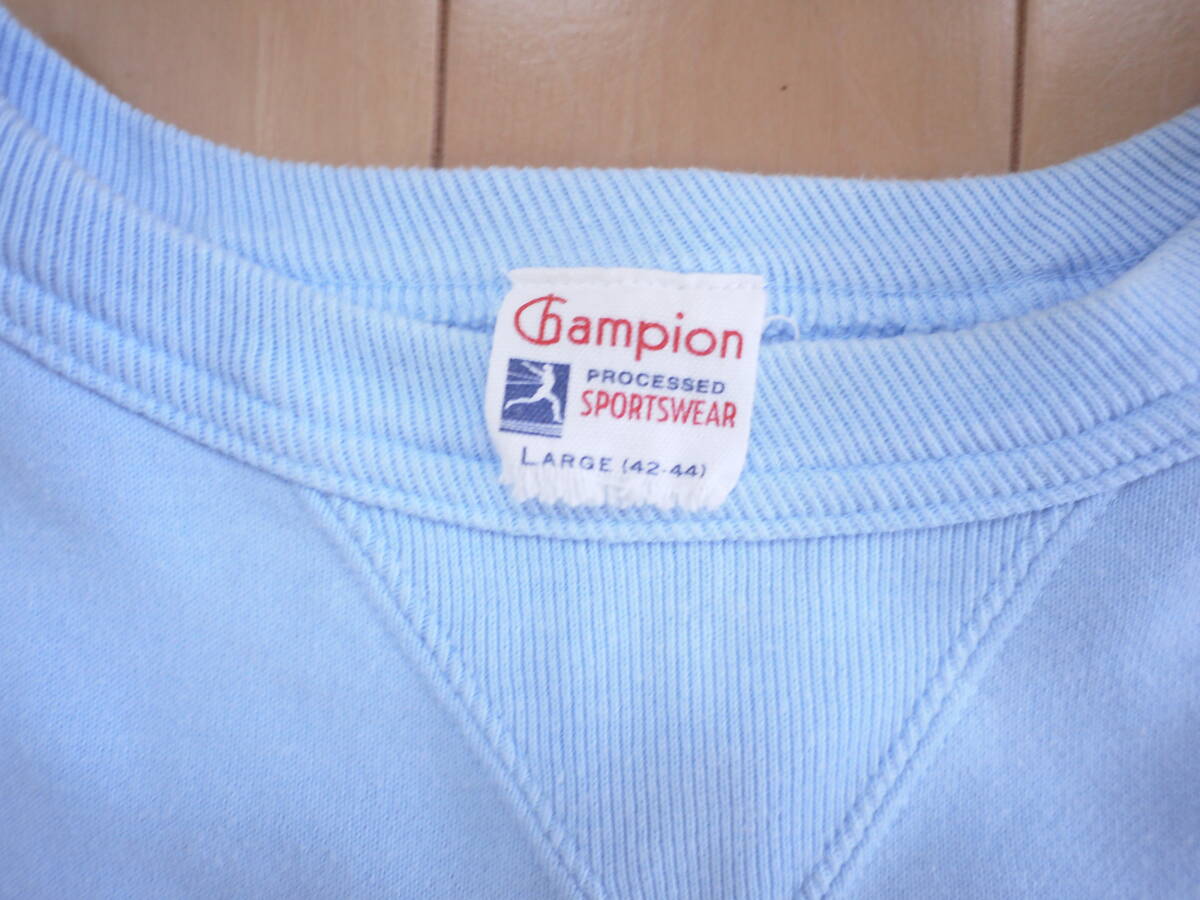 Champion
PROCESSED
SPORTSWEAR
LARGE (42-44)